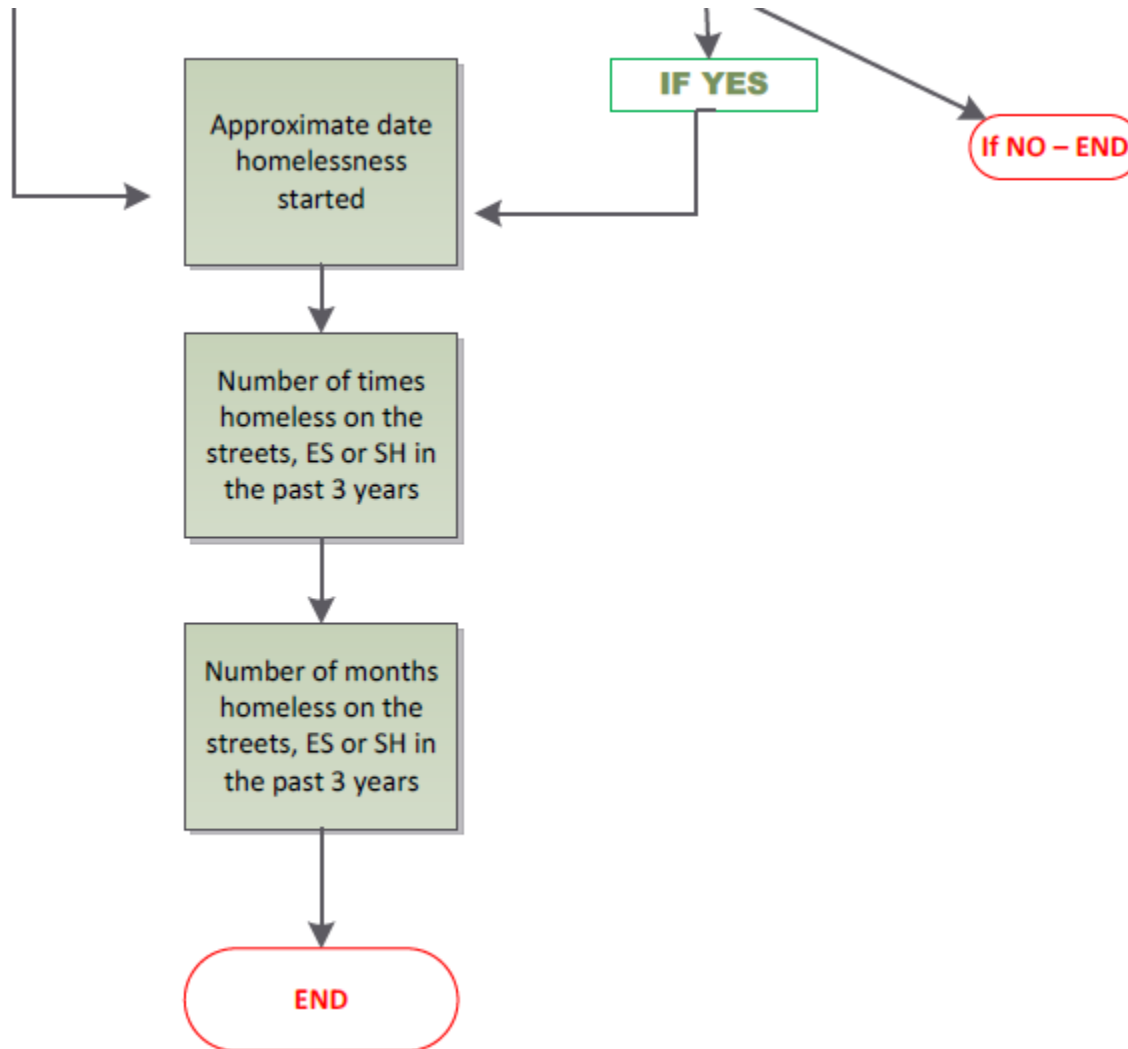 IF YES
Approximate date
homelessness
started
If NO – END
Number of times
homeless on the
streets, ES or SH in
the past 3 years
Number of months
homeless on the
streets, ES or SH in
the past 3 years
END